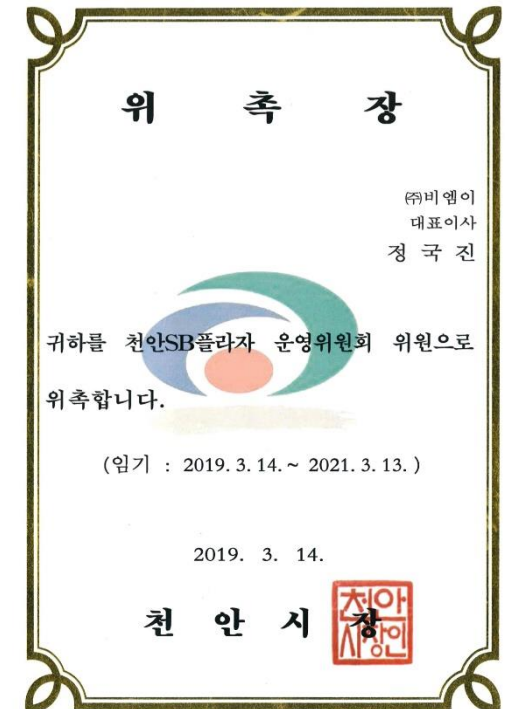 위 촉 장
㈜비엠이
대표이사
정 국 진
귀하를 천안SB플라자 운영위원회 위원으로
위촉합니다.
(임기 : 2019. 3. 14. ~ 2021. 3. 13. )
2019. 3. 14.
천 안 시 장
천안
시장인